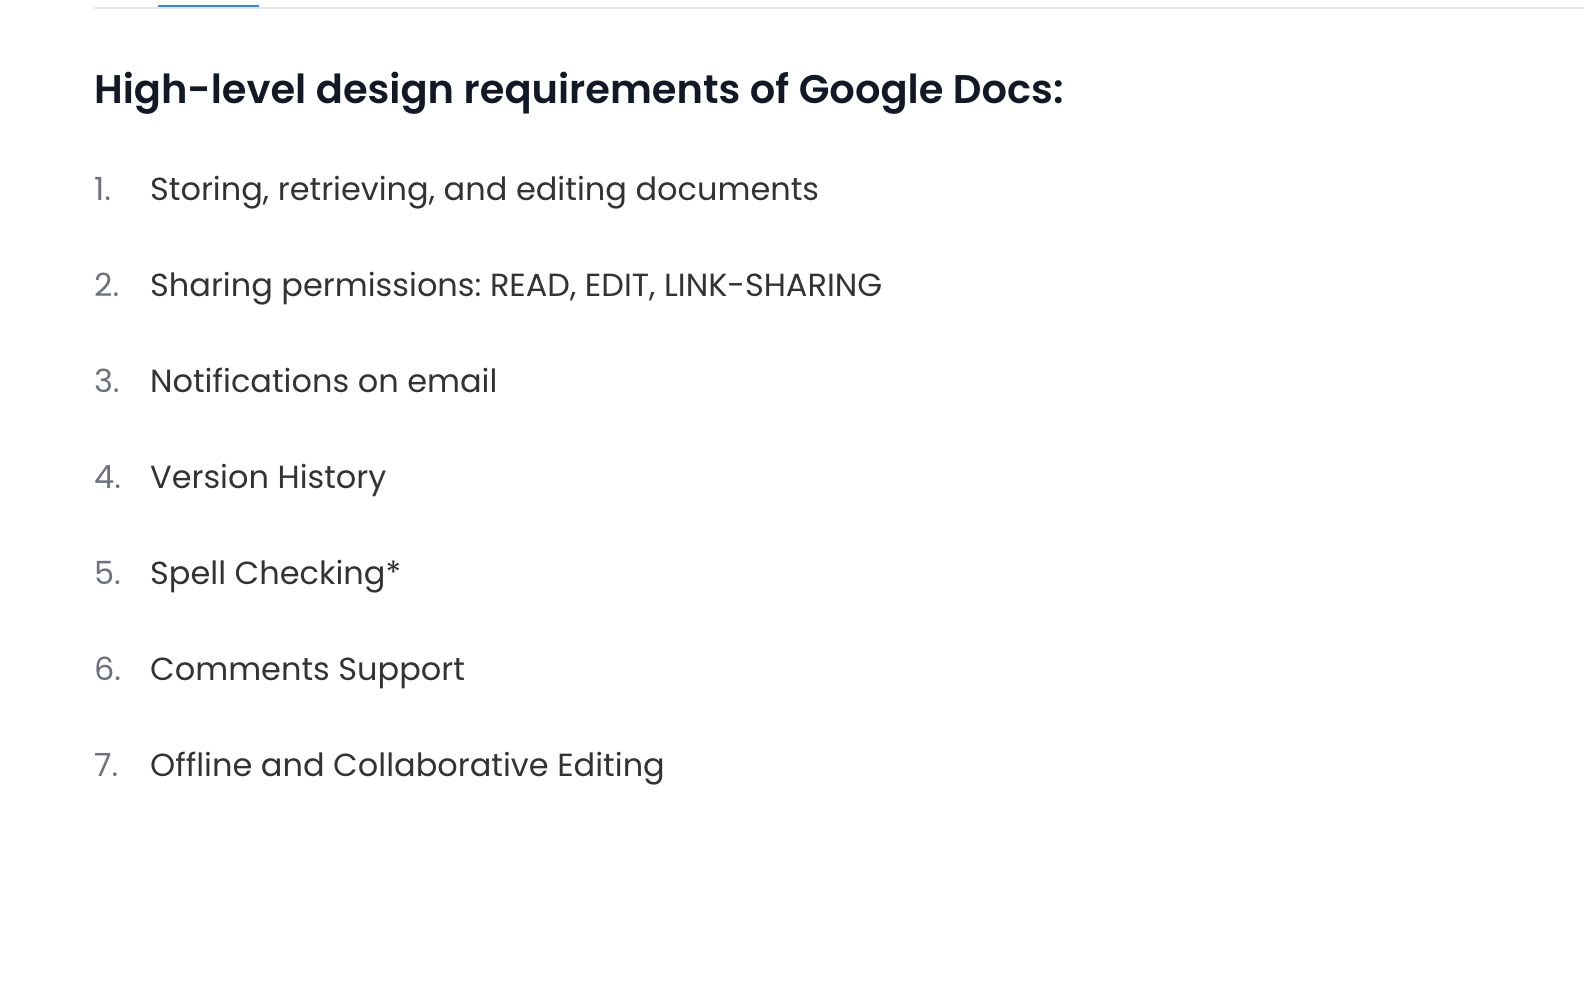 High-level design requirements of Google Docs:
1. Storing, retrieving, and editing documents
2. Sharing permissions: READ, EDIT, LINK-SHARING
3. Notifications on email
4. Version History
5. Spell Checking*
6. Comments Support
7. Offline and Collaborative Editing